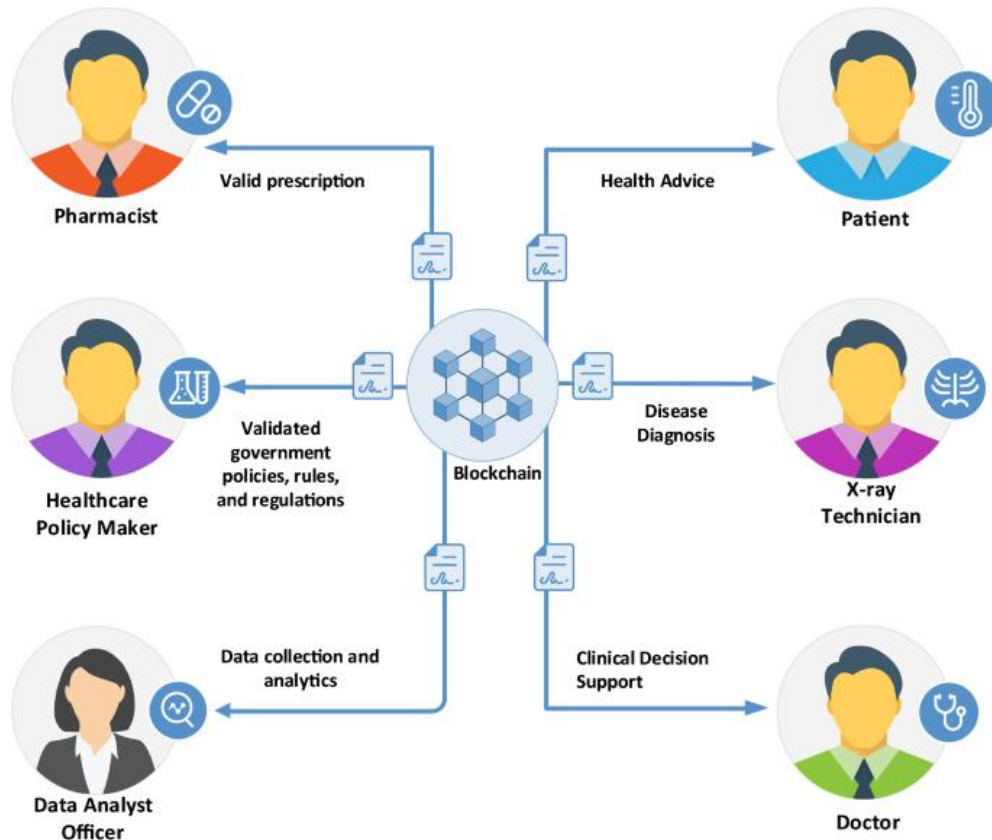 Valid prescription
Health Advice
Pharmacist
Patient
Disease
Diagnosis
Validated
government
policies, rules,
and regulations
Blockchain
Healthcare
Policy Maker
X-ray
Technician
Data collection and
analytics
Clinical Decision
Support
Data Analyst
Officer
Doctor